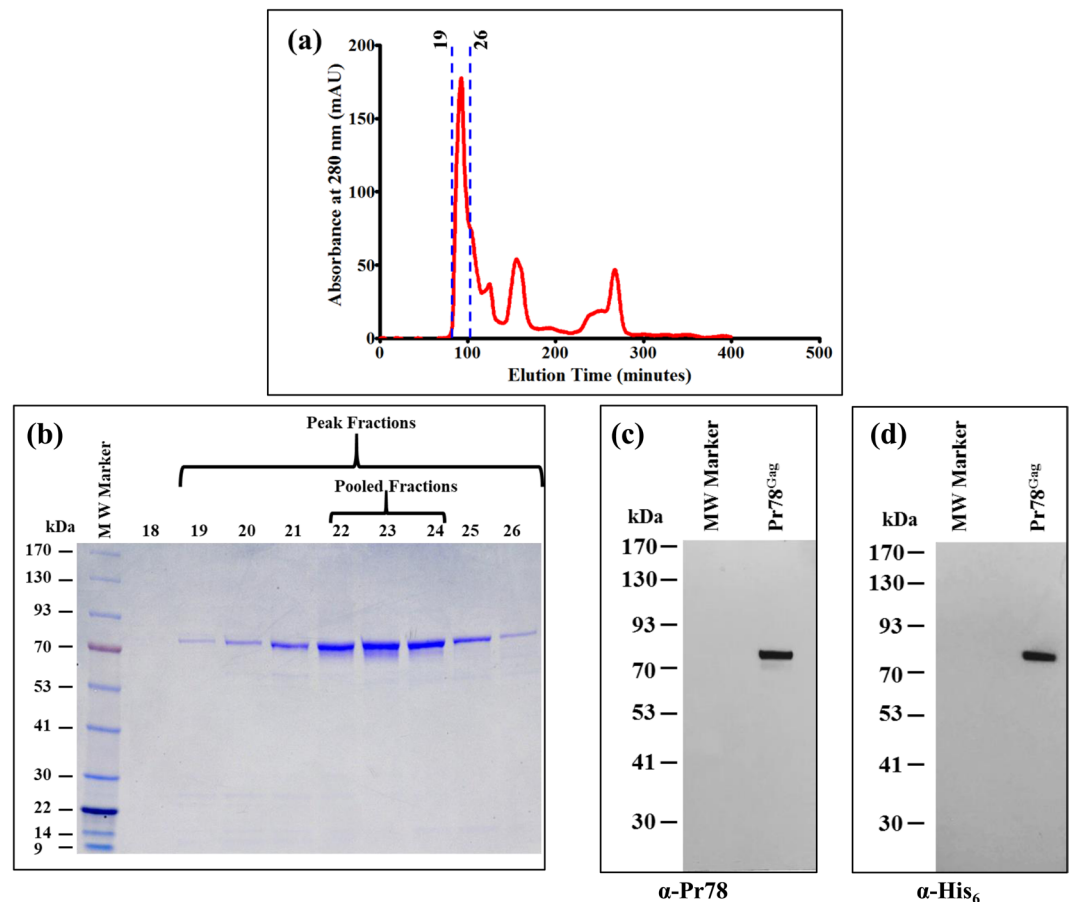 (a)
19
26
200
150
100
50
0
Absorbance at 280 nm (mAU)
0 100 200 300 400 500
Elution Time (minutes)
(b)
Peak Fractions
Pooled Fractions
MW Marker
kDa
18 19 20 21 22 23 24 25 26
170
130
93
70
53
41
30
22
14
9
(c)
MW Marker
Pr78Gag
kDa
170
130
93
70
53
41
30
α-Pr78
(d)
MW Marker
Pr78Gag
kDa
170
130
93
70
53
41
30
α-His6